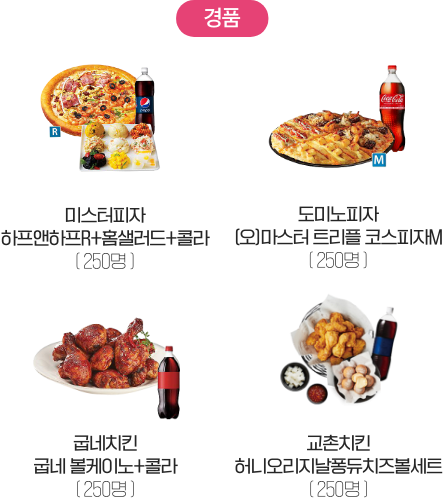 경품
R
pepsi
Coca-Cola
M
미스터피자
하프앤하프R+홈샐러드+콜라
( 250명 )
도미노피자
(오)마스터 트리플 코스피자M
( 250명 )
굽네치킨
굽네 볼케이노+콜라
( 250명 )
교촌치킨
허니오리지날퐁듀치즈볼세트
( 250명 )